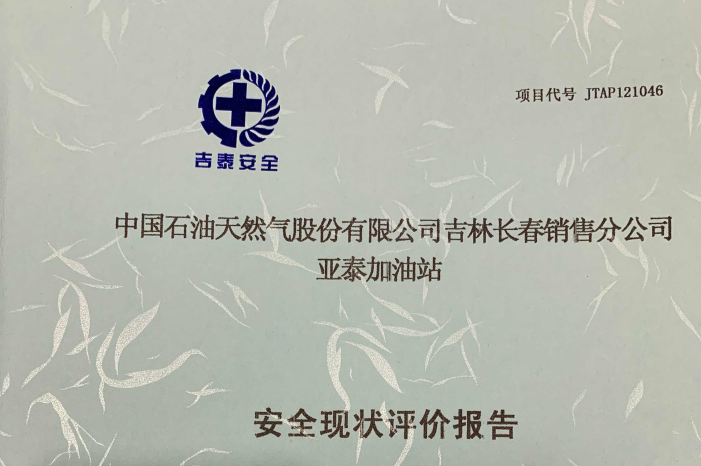 项目代号 JTAP121046
吉泰安全
中国石油天然气股份有限公司吉林长春销售分公司
亚泰加油站
安全现状评价报告